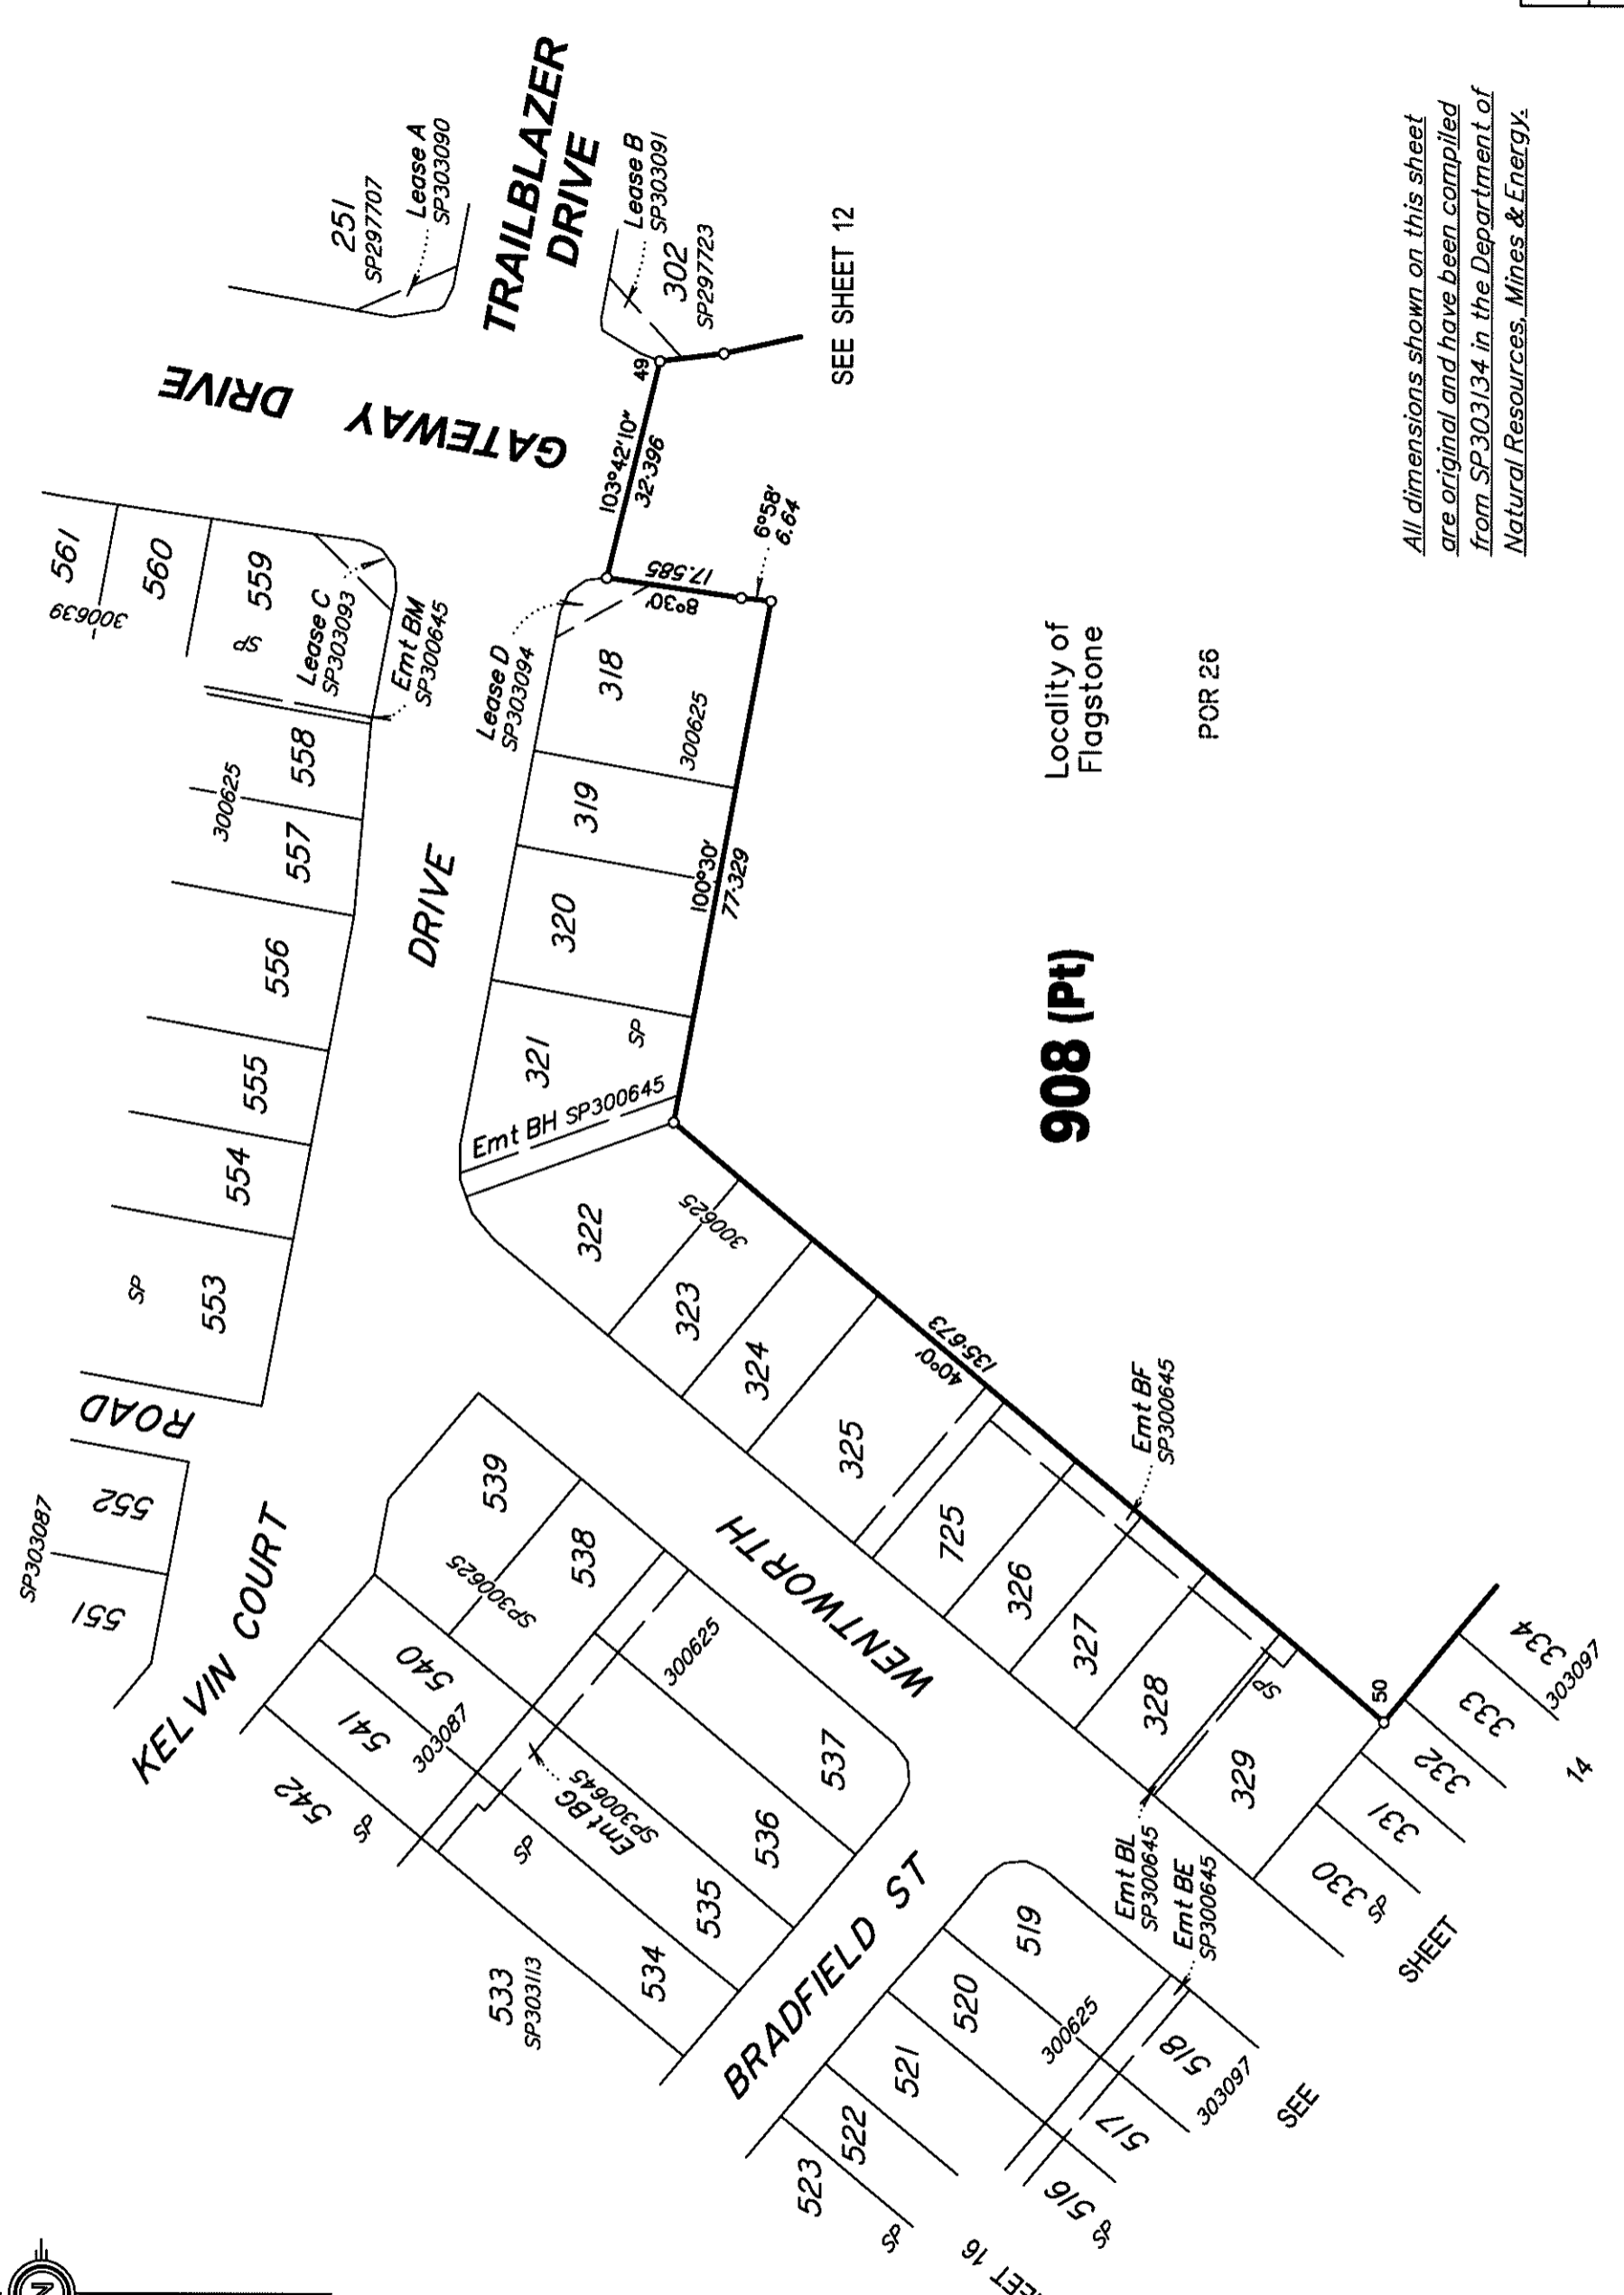 251
SP297707
Lease A
SP303090
TRAILBLAZER
DRIVE
Lease B
SP303091
302
SP297723
SEE SHEET 12
GATEWAY DRIVE
49
103°42'10"
32·396
17.585
8°30'
6°58'
6.64
561
560
300639
559
SP
Lease C
SP303093
Emt BM
SP300645
Lease D
SP303094
318
300625
319
320
321
SP
100°30'
77·329
558
300625
557
556
555
554
553
SP
DRIVE
Emt BH SP300645
322
300625
323
324
325
725
326
327
328
SP
329
135·673
40°0'
Emt BF
SP300645
ROAD
552
551
SP303087
KELVIN COURT
539
538
SP300625
540
541
303087
542
SP
WENTWORTH
300625
537
536
535
534
SP
Emt BG
SP300645
533
SP303113
BRADFIELD ST
Emt BL
SP300645
Emt BE
SP300645
519
520
521
522
523
SP
300625
518
517
516
SP
303097
50
334
333
332
331
330
SP
303097
SEE
SHEET
14
16
N
908 (Pt)
Locality of
Flagstone
POR 26
All dimensions shown on this sheet
are original and have been compiled
from SP303134 in the Department of
Natural Resources, Mines & Energy.